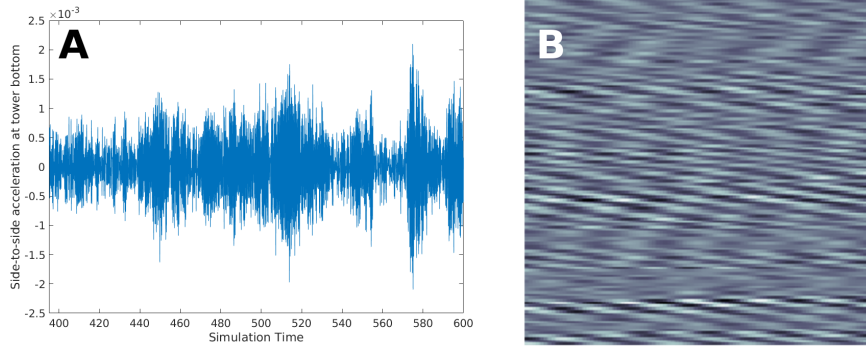 ×10⁻³
A
B
2.5
2
1.5
1
0.5
0
-0.5
-1
-1.5
-2
-2.5
Side-to-side acceleration at tower bottom
400 420 440 460 480 500 520 540 560 580 600
Simulation Time